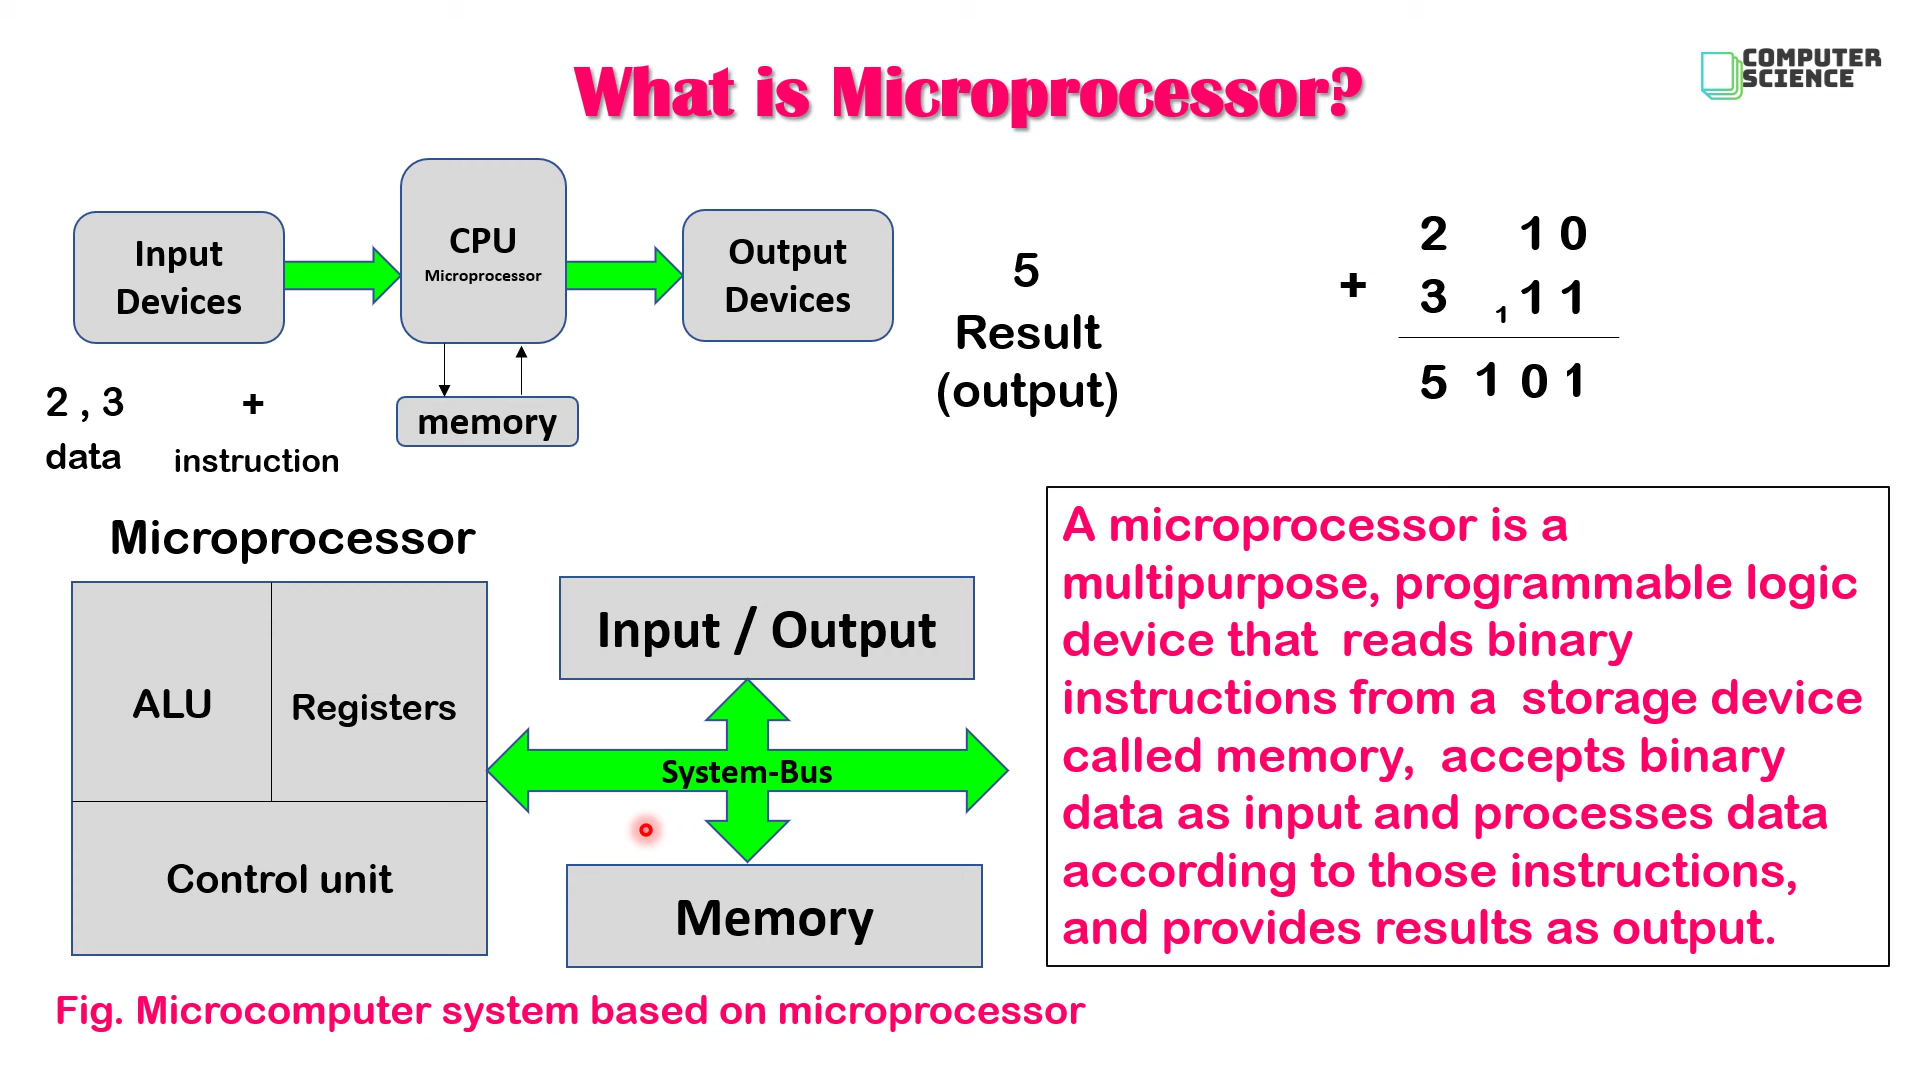 What is Microprocessor?
COMPUTER
SCIENCE
Input
Devices
CPU
Microprocessor
Output
Devices
memory
2 , 3
data
+
instruction
5
Result
(output)
2 1 0
+ 3 1 1 1
5 1 0 1
Microprocessor
ALU
Registers
Control unit
Input / Output
System-Bus
Memory
Fig. Microcomputer system based on microprocessor
A microprocessor is a
multipurpose, programmable logic
device that reads binary
instructions from a storage device
called memory, accepts binary
data as input and processes data
according to those instructions,
and provides results as output.